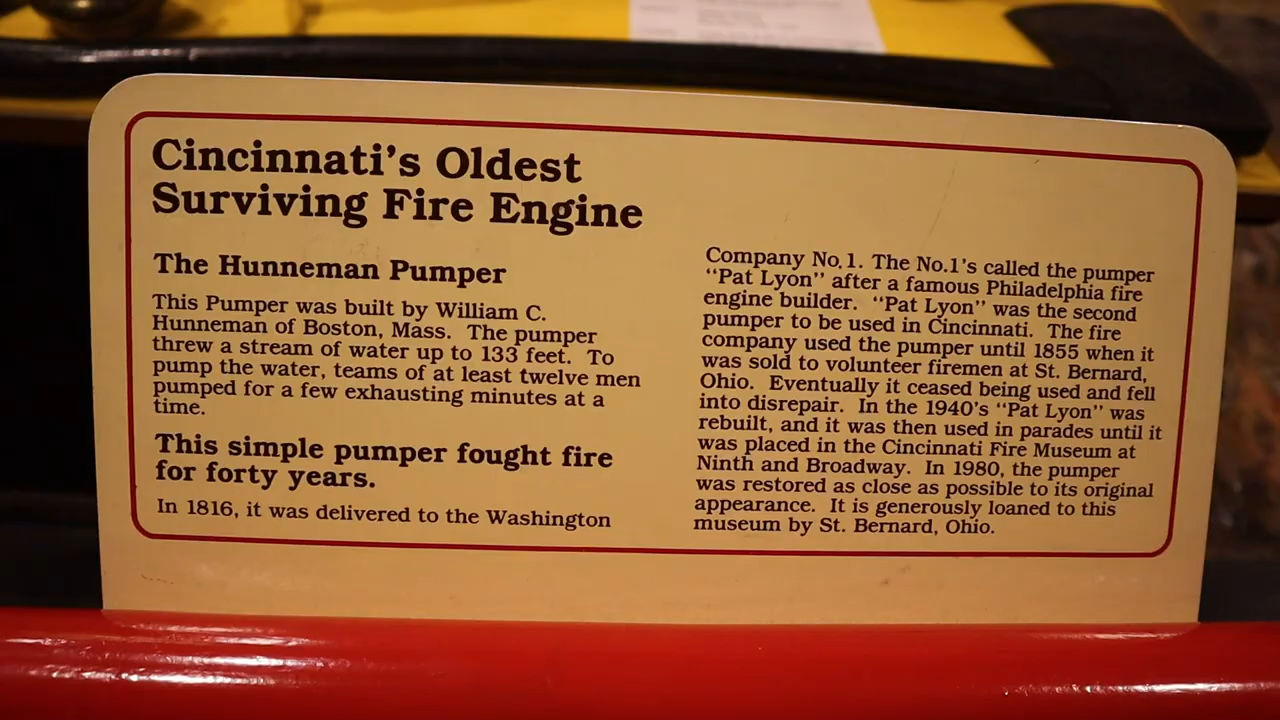 Cincinnati's Oldest
Surviving Fire Engine
The Hunneman Pumper
This Pumper was built by William C.
Hunneman of Boston, Mass. The pumper
threw a stream of water up to 133 feet. To
pump the water, teams of at least twelve men
pumped for a few exhausting minutes at a
time.
This simple pumper fought fire
for forty years.
In 1816, it was delivered to the Washington
Company No. 1. The No.1's called the pumper
“Pat Lyon” after a famous Philadelphia fire
engine builder. “Pat Lyon” was the second
pumper to be used in Cincinnati. The fire
company used the pumper until 1855 when it
was sold to volunteer firemen at St. Bernard,
Ohio. Eventually it ceased being used and fell
into disrepair. In the 1940's “Pat Lyon” was
rebuilt, and it was then used in parades until it
was placed in the Cincinnati Fire Museum at
Ninth and Broadway. In 1980, the pumper
was restored as close as possible to its original
appearance. It is generously loaned to this
museum by St. Bernard, Ohio.